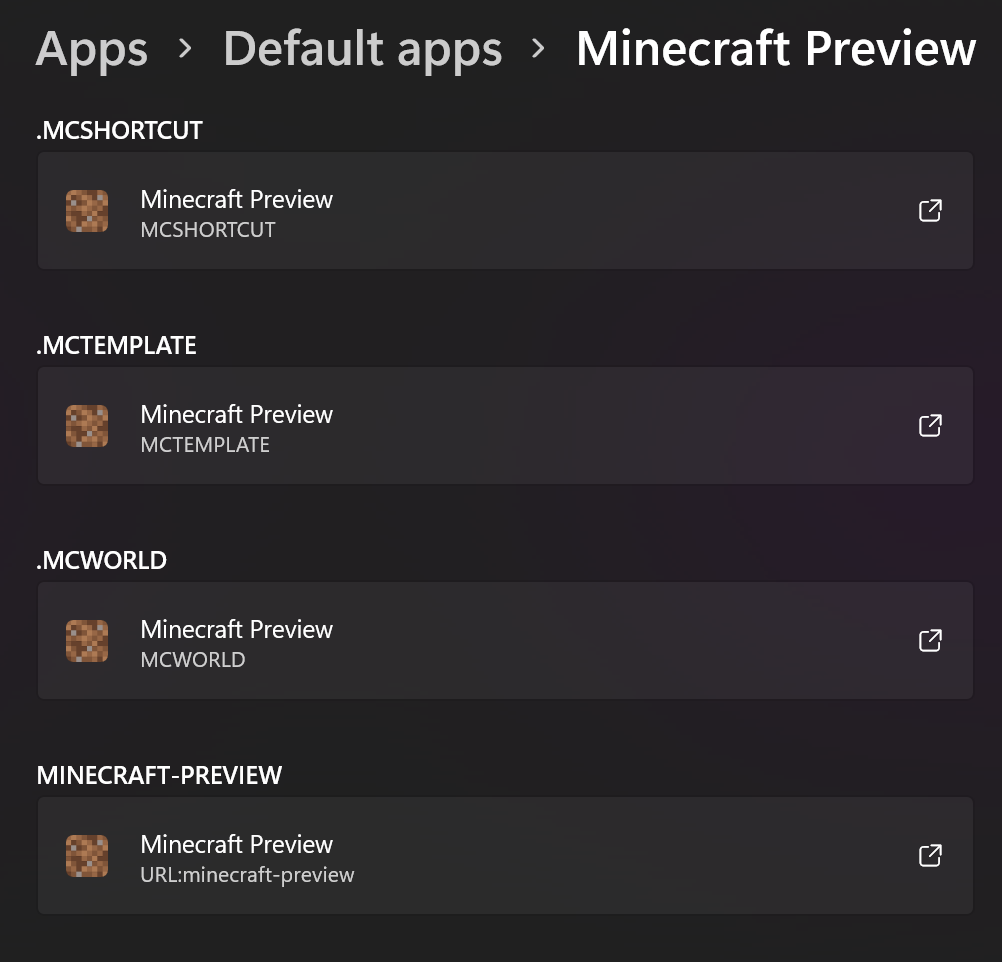 Apps > Default apps > Minecraft Preview
.MCSHORTCUT
Minecraft Preview
MCSHORTCUT
.MCTEMPLATE
Minecraft Preview
MCTEMPLATE
.MCWORLD
Minecraft Preview
MCWORLD
MINECRAFT-PREVIEW
Minecraft Preview
URL:minecraft-preview